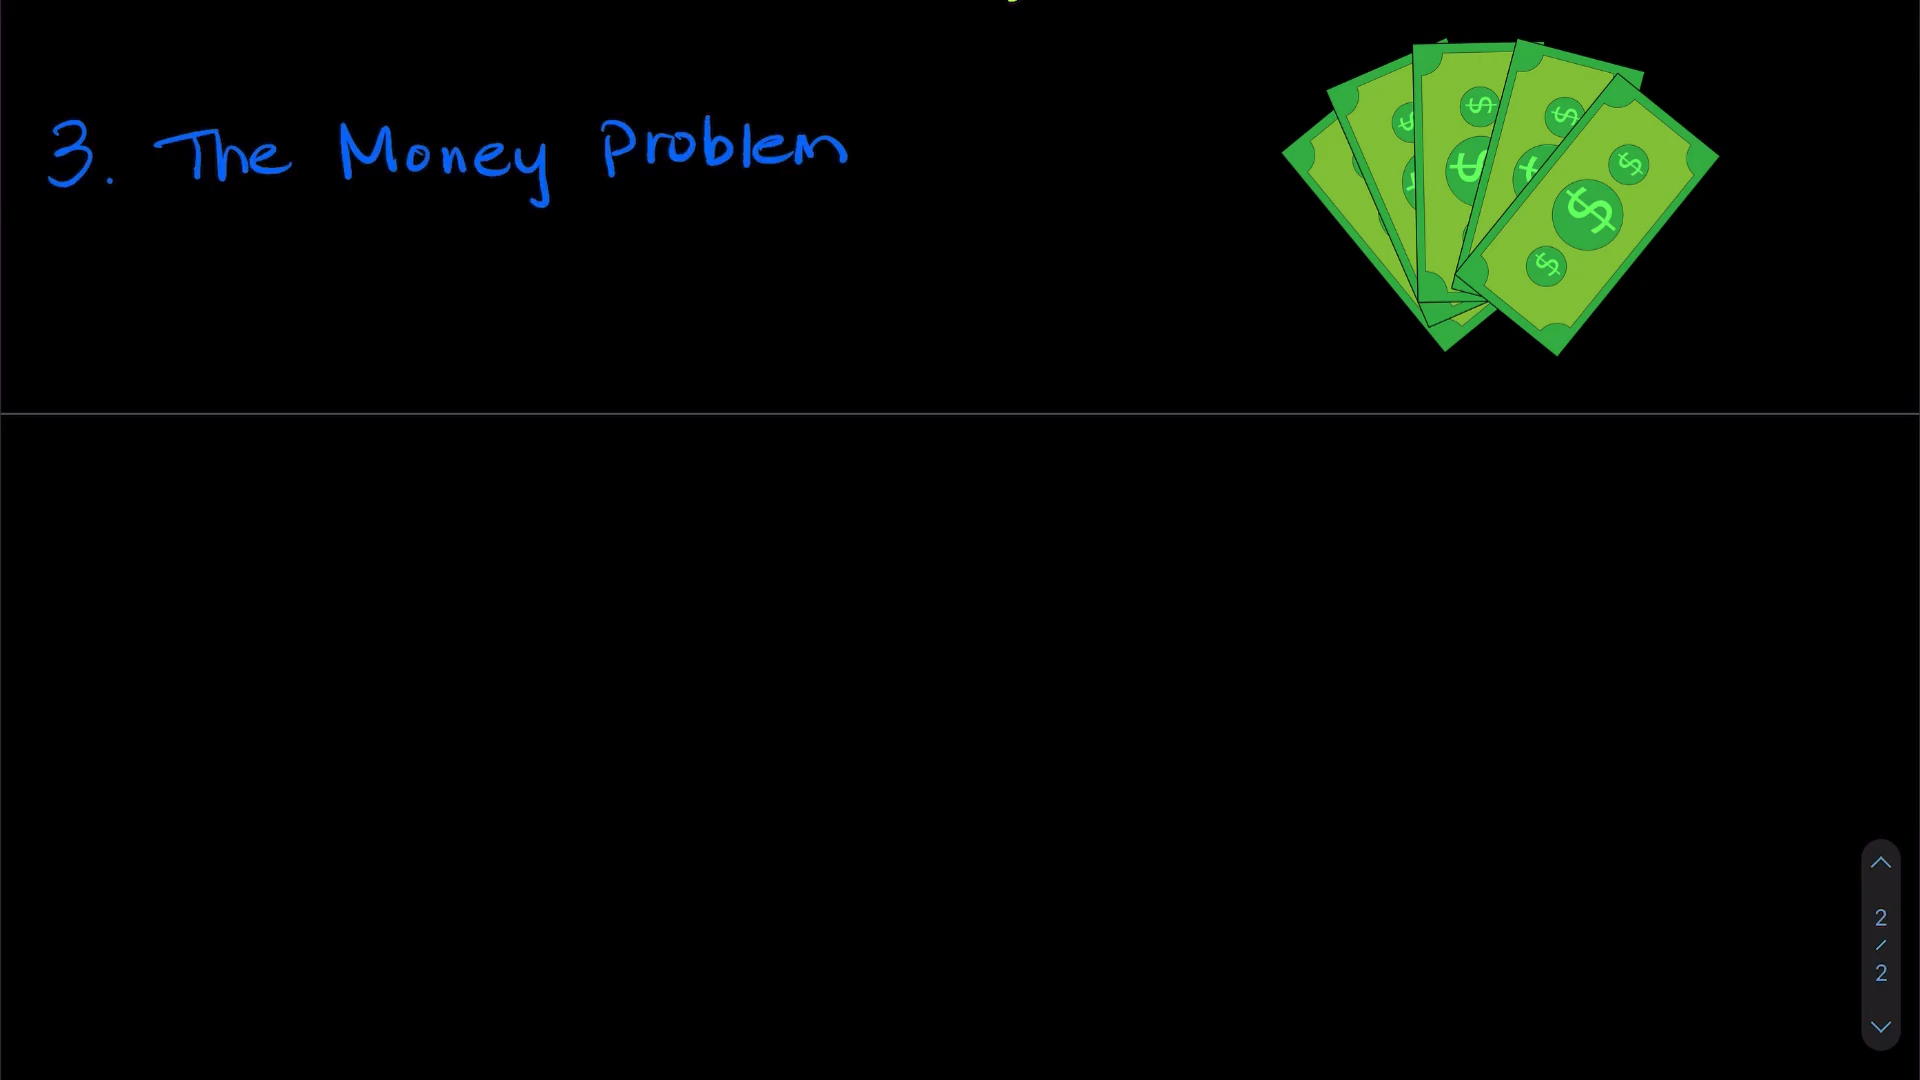 3. The Money Problem
$ $ $ $ $ $ $
2
/
2